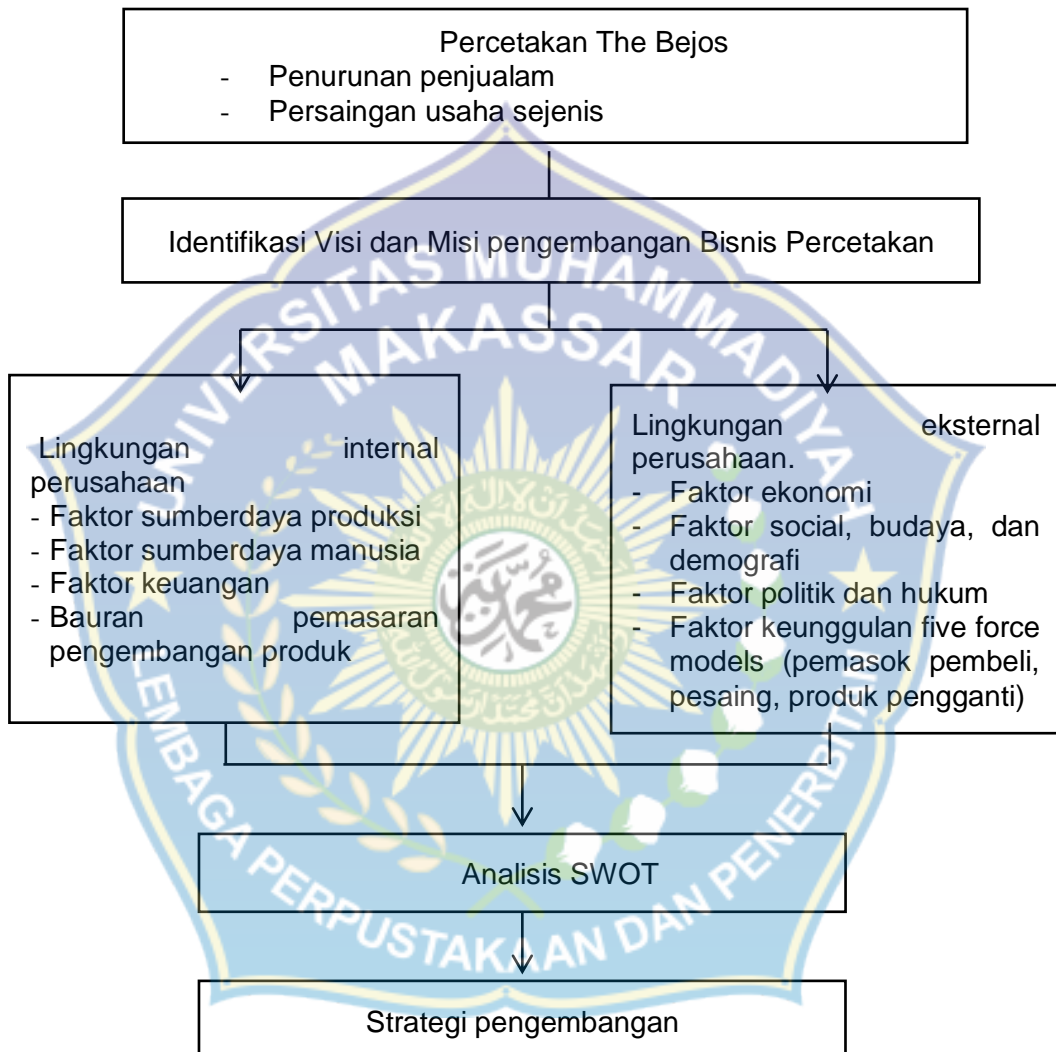 Percetakan The Bejos
- Penurunan penjualam
- Persaingan usaha sejenis
Identifikasi Visi dan Misi pengembangan Bisnis Percetakan
UNIVERSITAS MUHAMMADIYAH
MAKASSAR
Lingkungan internal
perusahaan
- Faktor sumberdaya produksi
- Faktor sumberdaya manusia
- Faktor keuangan
- Bauran pemasaran
pengembangan produk
Lingkungan eksternal
perusahaan.
- Faktor ekonomi
- Faktor social, budaya, dan
demografi
- Faktor politik dan hukum
- Faktor keunggulan five force
models (pemasok pembeli,
pesaing, produk pengganti)
Analisis SWOT
LEMBAGA PERPUSTAKAAN DAN PENERBITAN
Strategi pengembangan